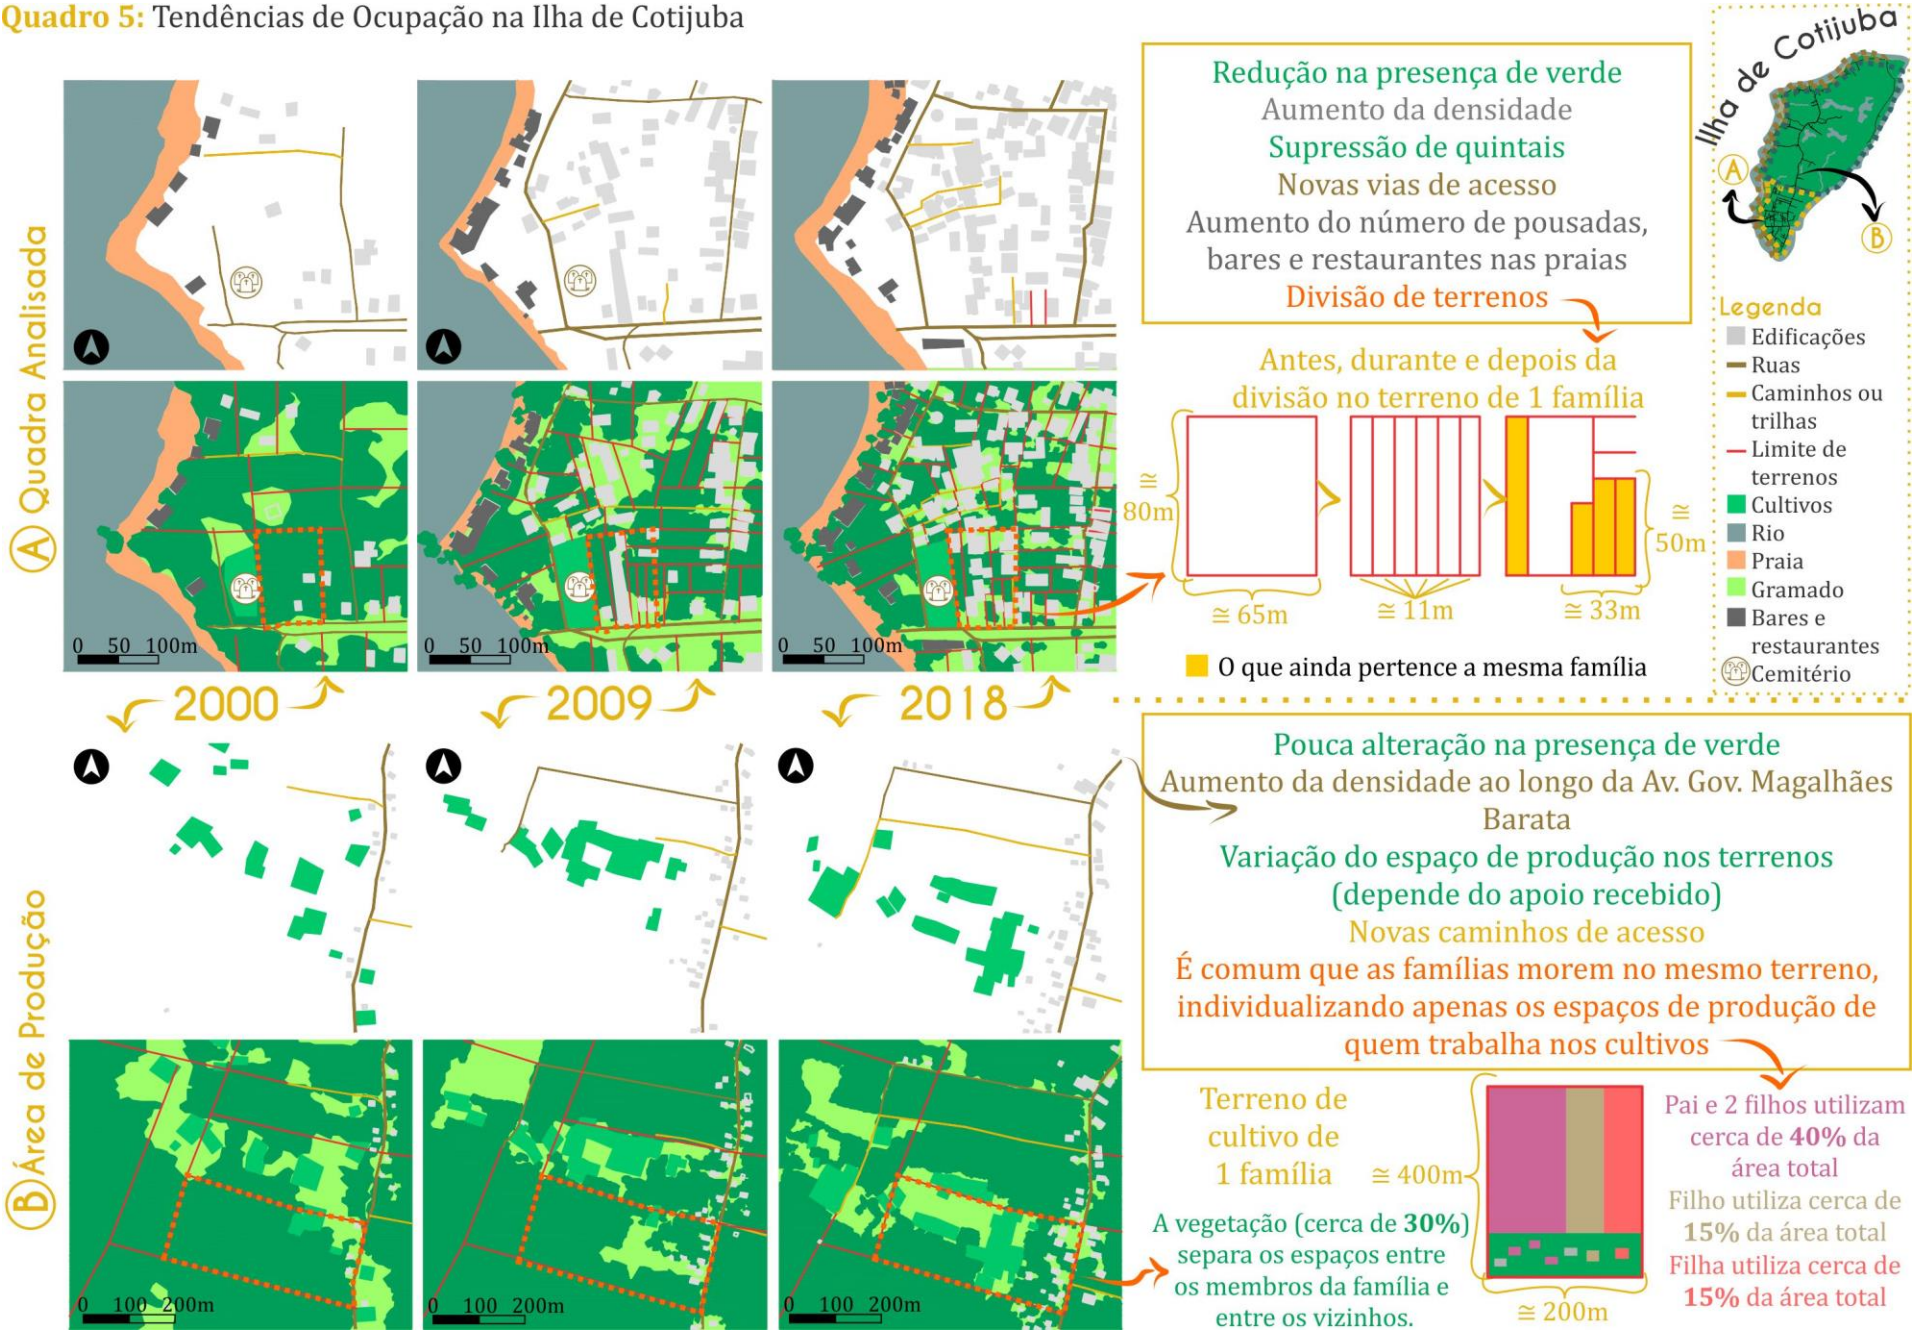 Quadro 5: Tendências de Ocupação na Ilha de Cotijuba
A Quadra Analisada
0 50 100m
0 50 100m
0 50 100m
2000
2009
2018
Redução na presença de verde
Aumento da densidade
Supressão de quintais
Novas vias de acesso
Aumento do número de pousadas,
bares e restaurantes nas praias
Divisão de terrenos
Antes, durante e depois da
divisão no terreno de 1 família
≅
80m
≅ 65m
≅ 11m
≅ 33m
≅
50m
O que ainda pertence a mesma família
Ilha de Cotijuba
A
B
Legenda
Edificações
Ruas
Caminhos ou
trilhas
Limite de
terrenos
Cultivos
Rio
Praia
Gramado
Bares e
restaurantes
Cemitério
B Área de Produção
0 100 200m
0 100 200m
0 100 200m
Pouca alteração na presença de verde
Aumento da densidade ao longo da Av. Gov. Magalhães
Barata
Variação do espaço de produção nos terrenos
(depende do apoio recebido)
Novas caminhos de acesso
É comum que as famílias morem no mesmo terreno,
individualizando apenas os espaços de produção de
quem trabalha nos cultivos
Terreno de
cultivo de
1 família
≅ 400m
≅ 200m
A vegetação (cerca de 30%)
separa os espaços entre
os membros da família e
entre os vizinhos.
Pai e 2 filhos utilizam
cerca de 40% da
área total
Filho utiliza cerca de
15% da área total
Filha utiliza cerca de
15% da área total